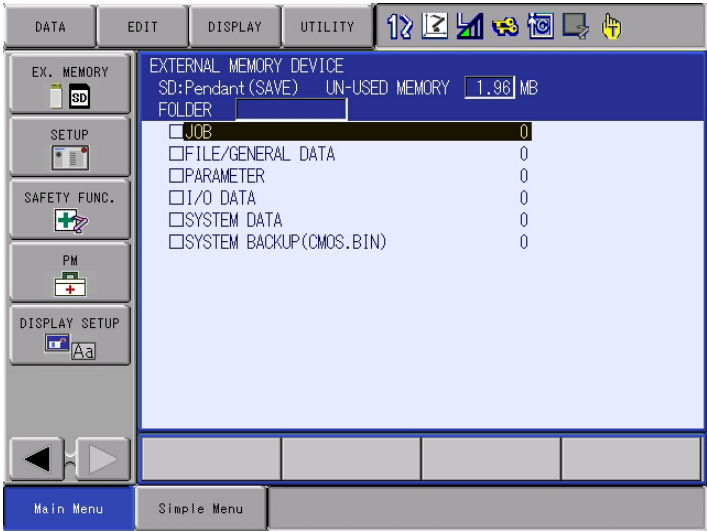 DATA
EDIT
DISPLAY
UTILITY
EX. MEMORY
SD
SETUP
SAFETY FUNC.
PM
DISPLAY SETUP
Aa
EXTERNAL MEMORY DEVICE
SD:Pendant(SAVE) UN-USED MEMORY 1.96 MB
FOLDER
JOB 0
FILE/GENERAL DATA 0
PARAMETER 0
I/O DATA 0
SYSTEM DATA 0
SYSTEM BACKUP(CMOS.BIN) 0
Main Menu
Simple Menu